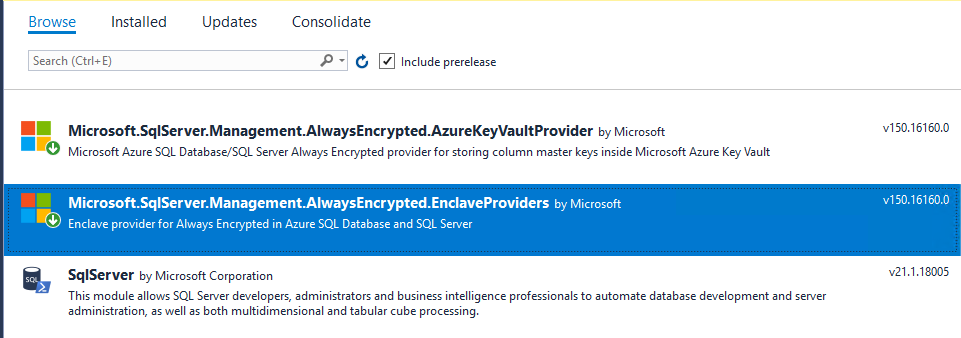 Browse Installed Updates Consolidate
Search (Ctrl+E) Include prerelease
Microsoft.SqlServer.Management.AlwaysEncrypted.AzureKeyVaultProvider by Microsoft v150.16160.0
Microsoft Azure SQL Database/SQL Server Always Encrypted provider for storing column master keys inside Microsoft Azure Key Vault
Microsoft.SqlServer.Management.AlwaysEncrypted.EnclaveProviders by Microsoft v150.16160.0
Enclave provider for Always Encrypted in Azure SQL Database and SQL Server
SQL SqlServer by Microsoft Corporation v21.1.18005
This module allows SQL Server developers, administrators and business intelligence professionals to automate database development and server
administration, as well as both multidimensional and tabular cube processing.